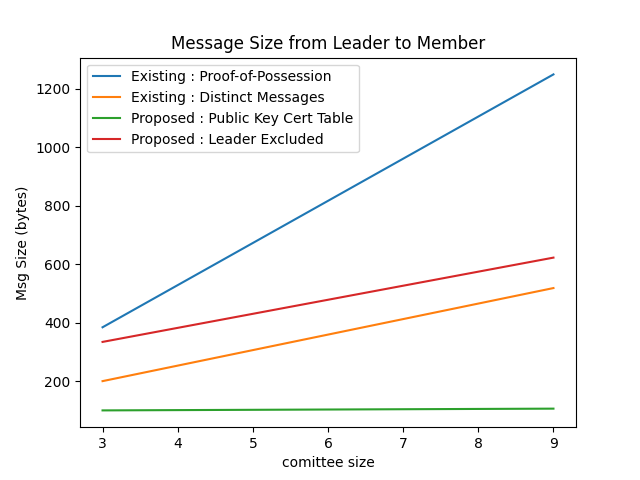 Message Size from Leader to Member
Existing : Proof-of-Possession
Existing : Distinct Messages
Proposed : Public Key Cert Table
Proposed : Leader Excluded
Msg Size (bytes)
1200
1000
800
600
400
200
3 4 5 6 7 8 9
comittee size